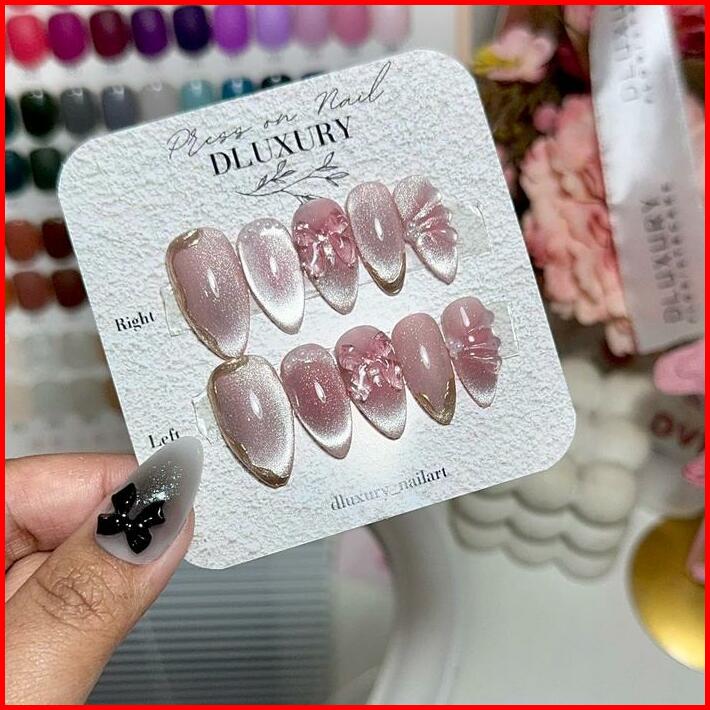 Press on Nail
DLUXURY
Right
Left
dluxury_nailart
DLUXURY